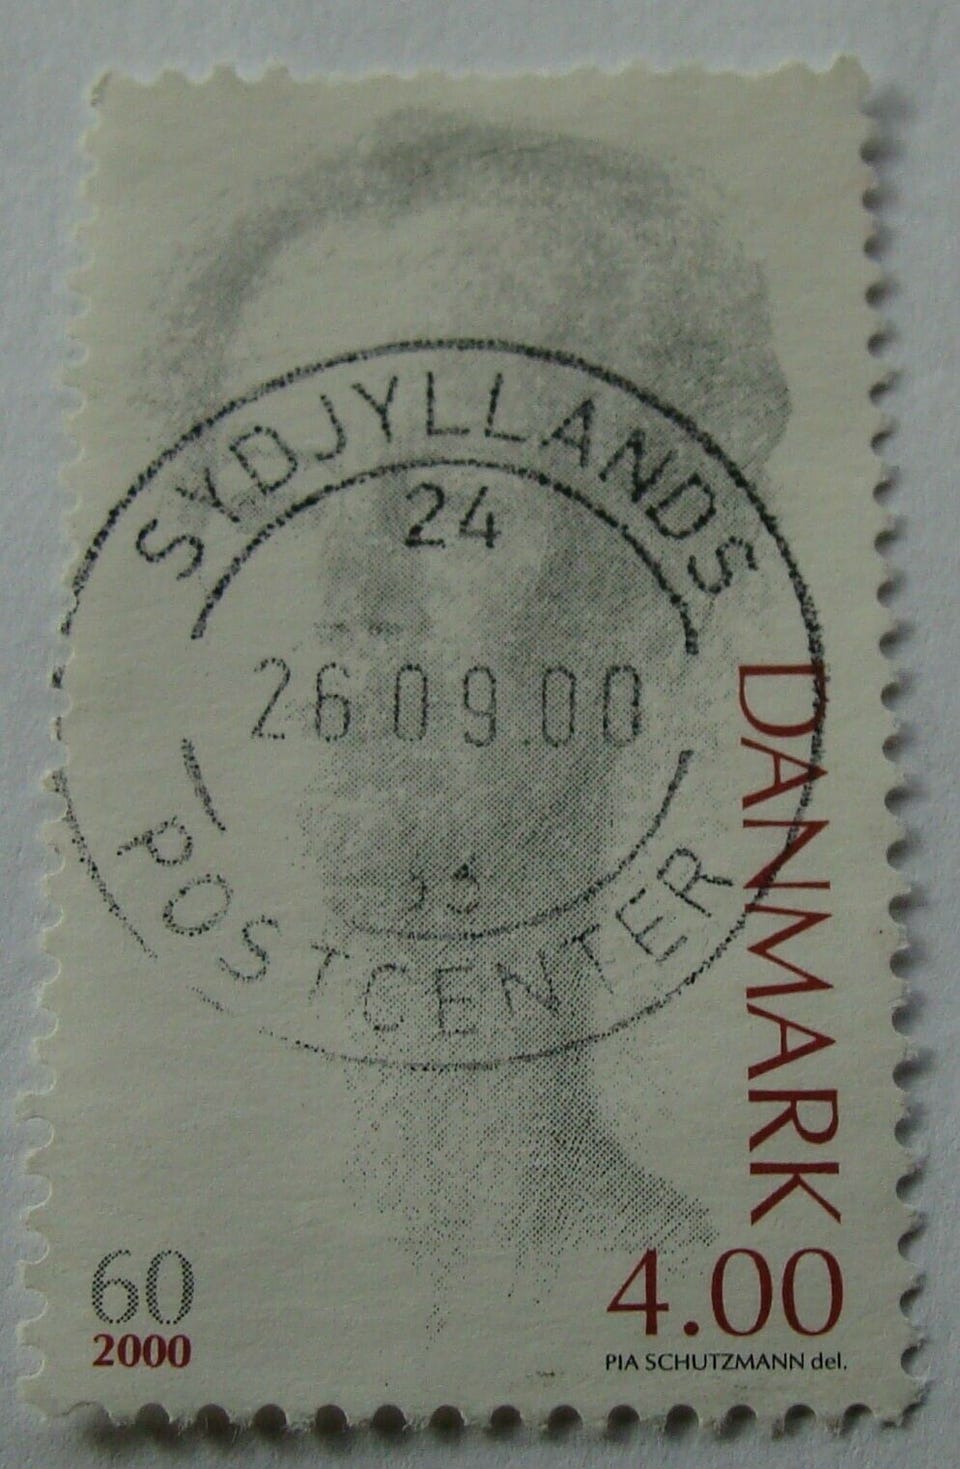 SYDJYLLANDS
24
26.09.00
POSTCENTER
DANMARK
4.00
PIA SCHUTZMANN del.
60
2000